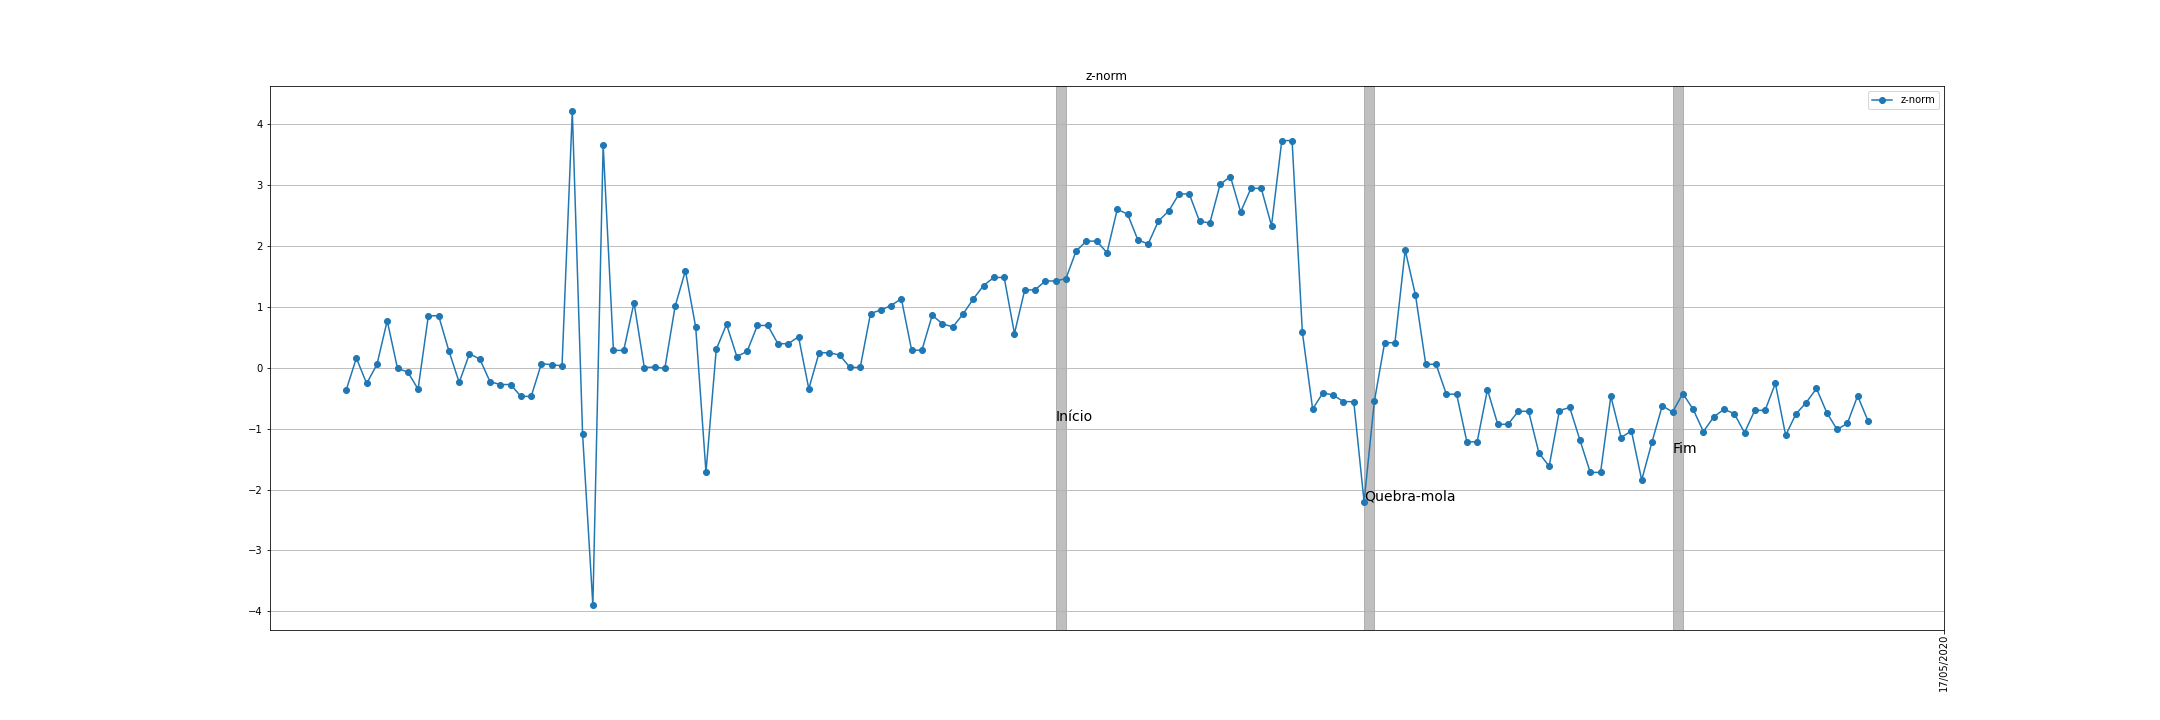 z-norm
z-norm
4
3
2
1
0
−1
−2
−3
−4
Início
Quebra-mola
Fim
17/05/2020